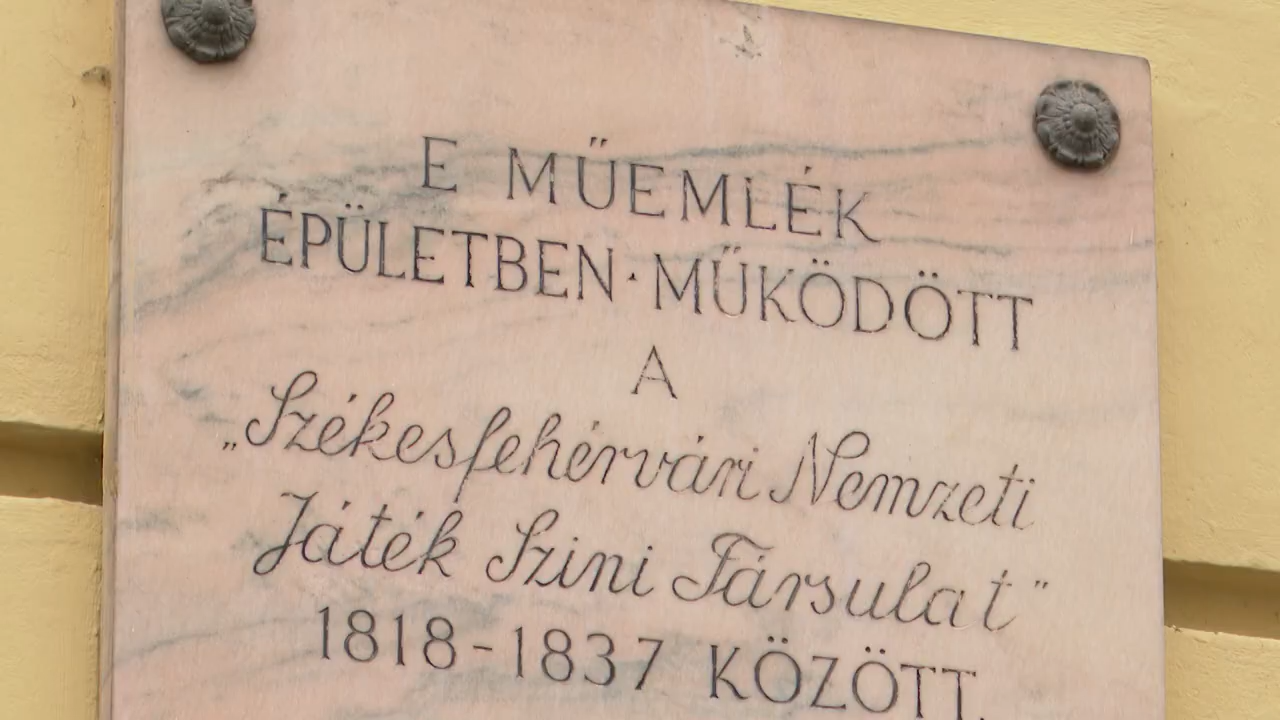 E MŰEMLÉK
ÉPÜLETBEN · MŰKÖDÖTT
A
„Székesfehérvári Nemzeti
Játék Szini Társulat”
1818-1837 KÖZÖTT.